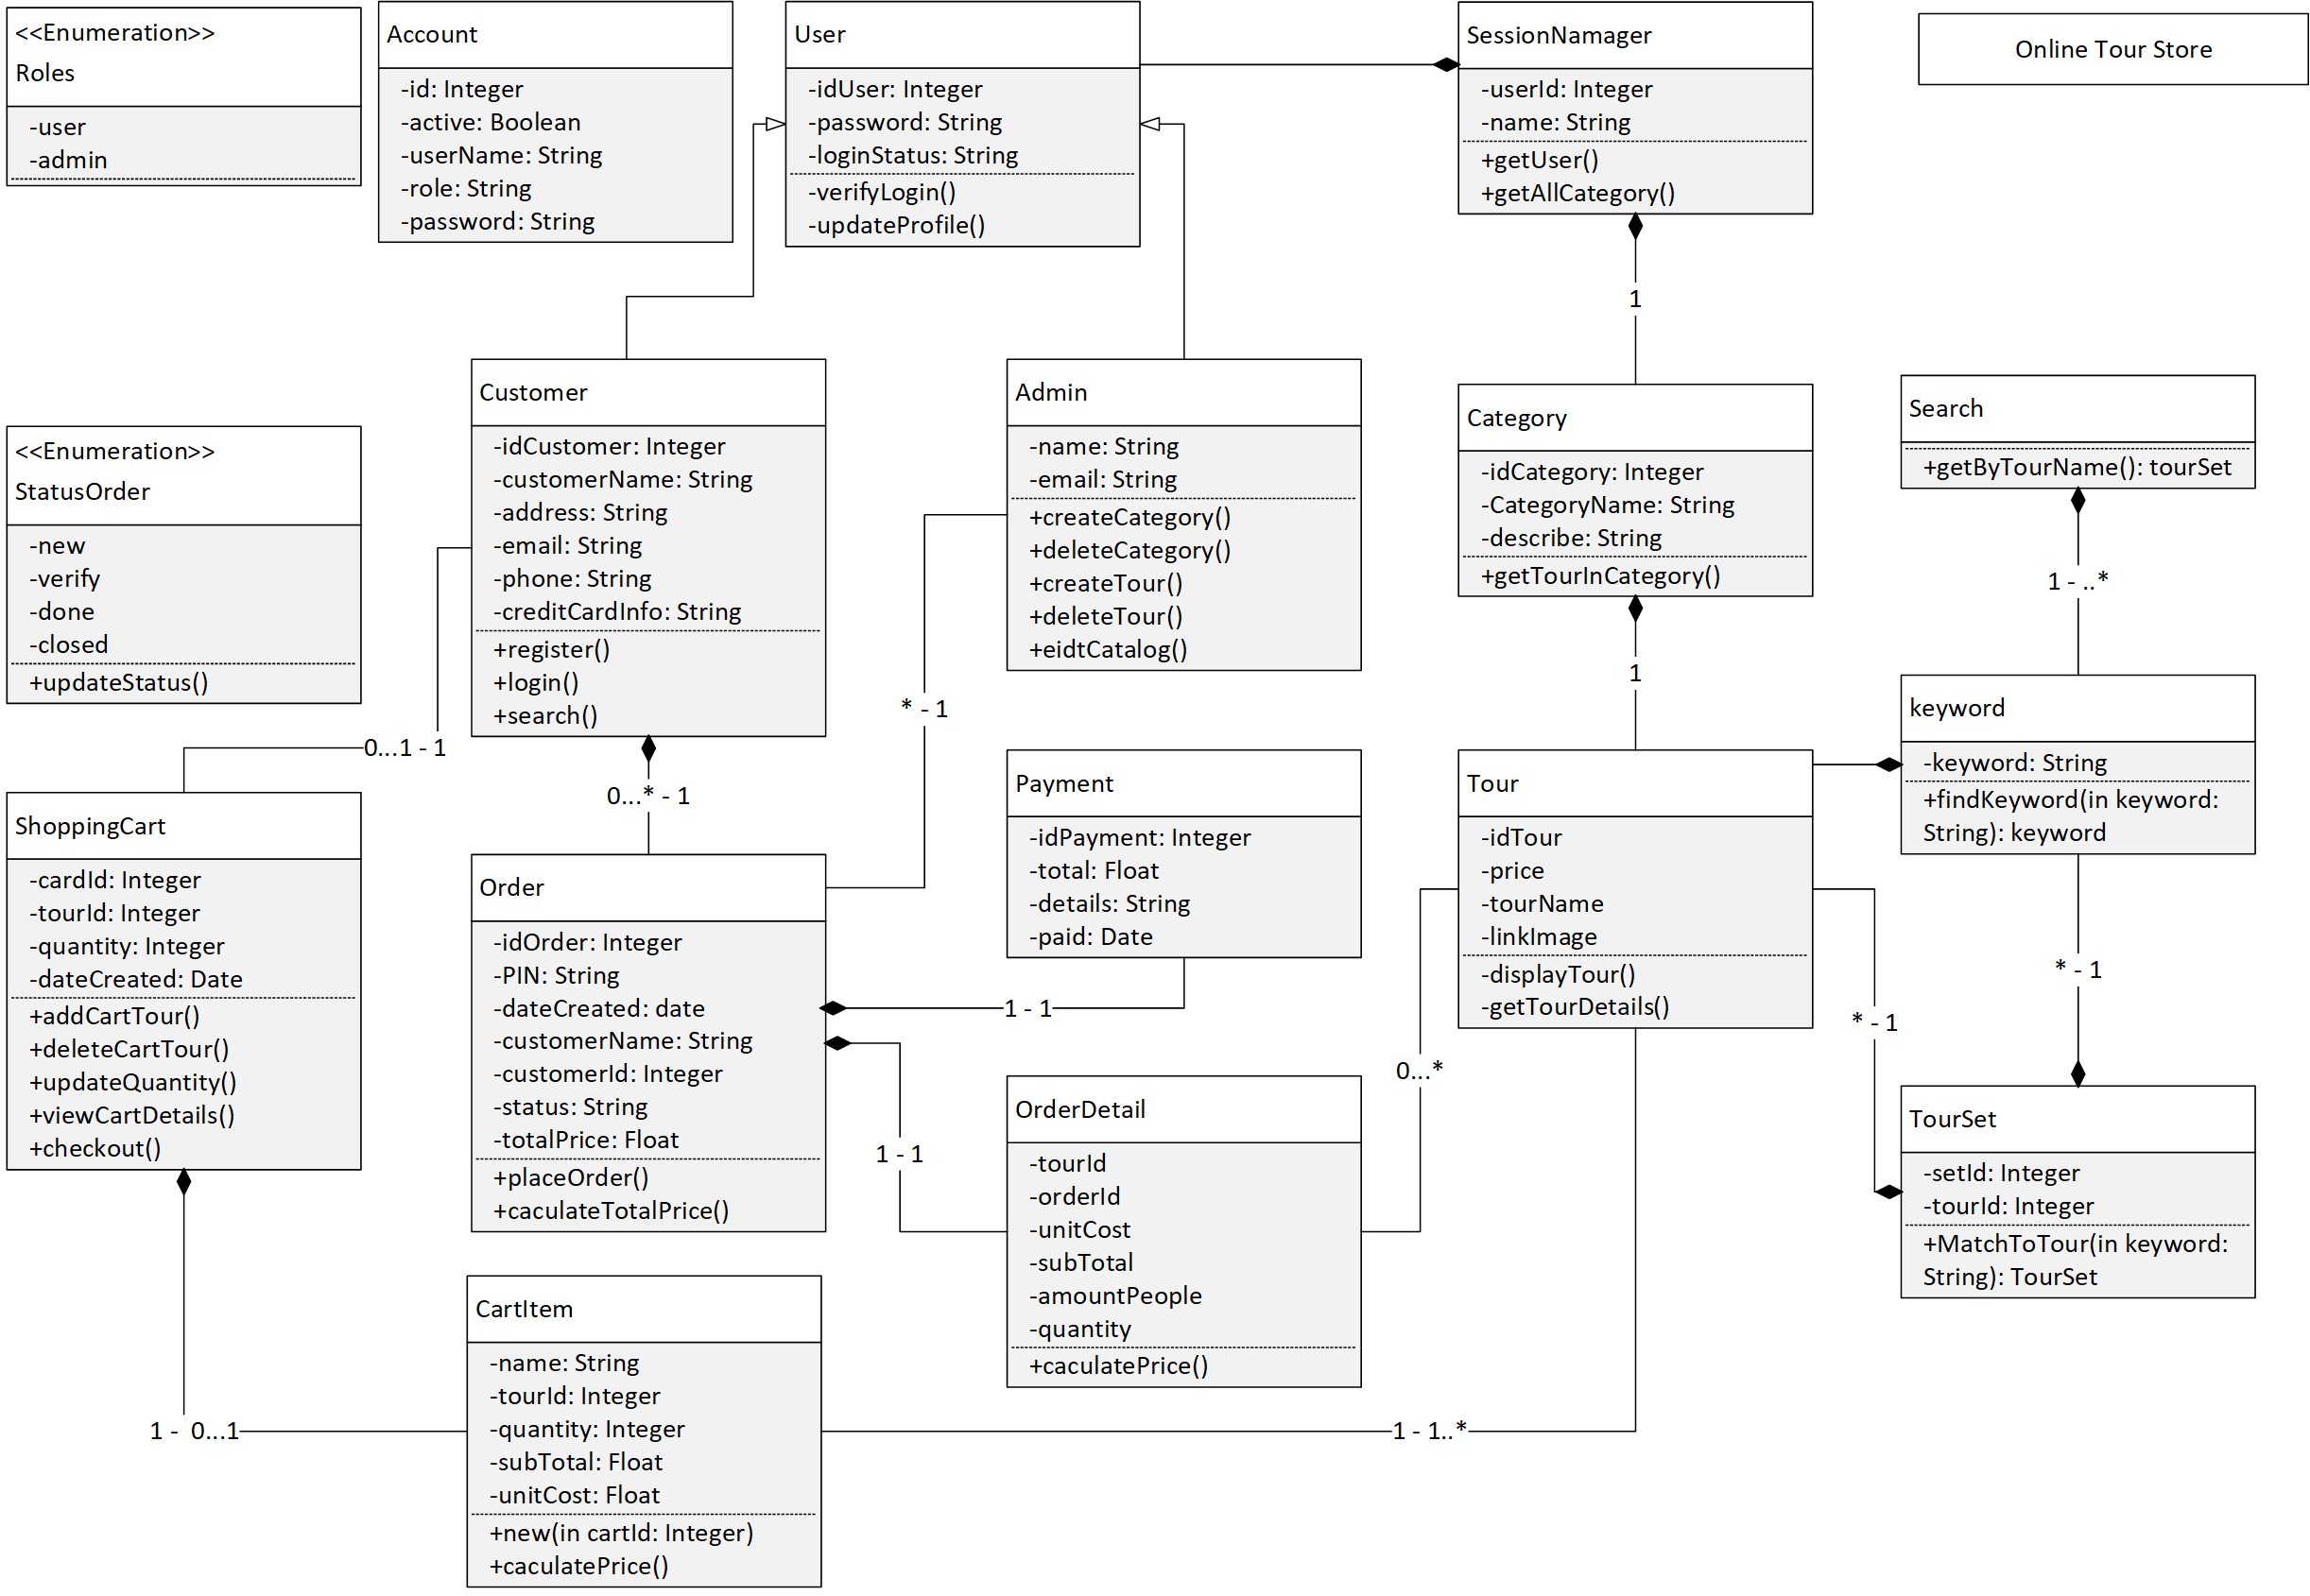 <<Enumeration>>
Roles
-user
-admin
Account
-id: Integer
-active: Boolean
-userName: String
-role: String
-password: String
User
-idUser: Integer
-password: String
-loginStatus: String
-verifyLogin()
-updateProfile()
SessionNamager
-userId: Integer
-name: String
+getUser()
+getAllCategory()
Online Tour Store
1
<<Enumeration>>
StatusOrder
-new
-verify
-done
-closed
+updateStatus()
Customer
-idCustomer: Integer
-customerName: String
-address: String
-email: String
-phone: String
-creditCardInfo: String
+register()
+login()
+search()
Admin
-name: String
-email: String
+createCategory()
+deleteCategory()
+createTour()
+deleteTour()
+eidtCatalog()
Category
-idCategory: Integer
-CategoryName: String
-describe: String
+getTourInCategory()
Search
+getByTourName(): tourSet
1 - ..*
1
* - 1
0...1 - 1
0...* - 1
ShoppingCart
-cardId: Integer
-tourId: Integer
-quantity: Integer
-dateCreated: Date
+addCartTour()
+deleteCartTour()
+updateQuantity()
+viewCartDetails()
+checkout()
Order
-idOrder: Integer
-PIN: String
-dateCreated: date
-customerName: String
-customerId: Integer
-status: String
-totalPrice: Float
+placeOrder()
+caculateTotalPrice()
Payment
-idPayment: Integer
-total: Float
-details: String
-paid: Date
1 - 1
1 - 1
Tour
-idTour
-price
-tourName
-linkImage
-displayTour()
-getTourDetails()
keyword
-keyword: String
+findKeyword(in keyword:
String): keyword
* - 1
* - 1
0...*
OrderDetail
-tourId
-orderId
-unitCost
-subTotal
-amountPeople
-quantity
+caculatePrice()
TourSet
-setId: Integer
-tourId: Integer
+MatchToTour(in keyword:
String): TourSet
CartItem
-name: String
-tourId: Integer
-quantity: Integer
-subTotal: Float
-unitCost: Float
+new(in cartId: Integer)
+caculatePrice()
1 - 0...1
1 - 1..*